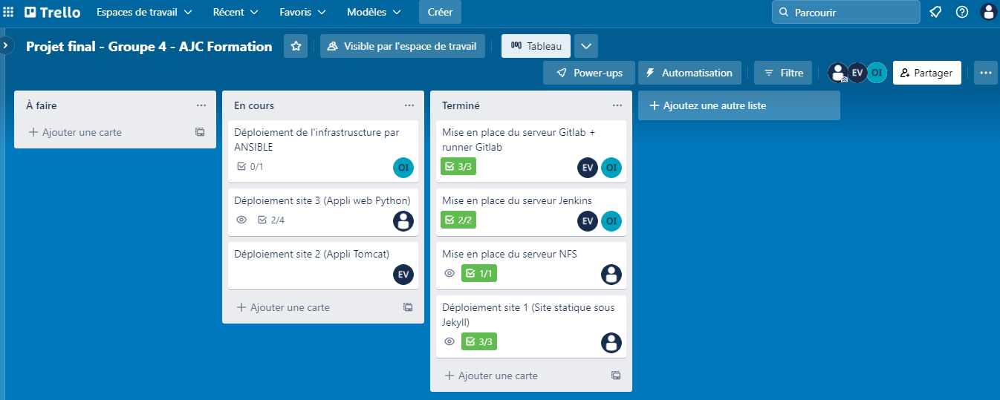 Trello Espaces de travail Récent Favoris Modèles Créer Parcourir
Projet final - Groupe 4 - AJC Formation Visible par l'espace de travail Tableau
Power-ups Automatisation Filtre EV OI Partager
À faire
Ajouter une carte
En cours
Déploiement de l'infrastruscture par
ANSIBLE
0/1 OI
Déploiement site 3 (Appli web Python)
2/4
Déploiement site 2 (Appli Tomcat)
EV
Ajouter une carte
Terminé
Mise en place du serveur Gitlab +
runner Gitlab
3/3 EV OI
Mise en place du serveur Jenkins
2/2 EV OI
Mise en place du serveur NFS
1/1
Déploiement site 1 (Site statique sous
Jekyll)
3/3
Ajouter une carte
Ajoutez une autre liste